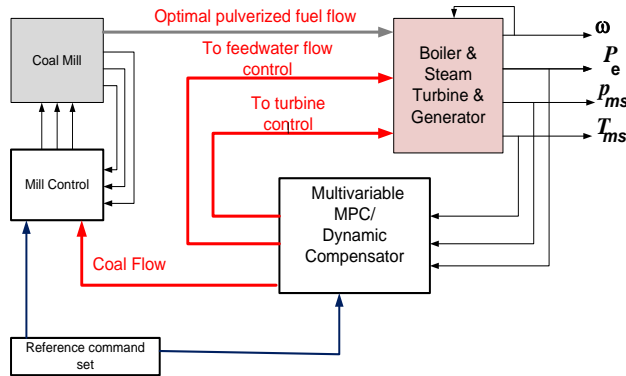 Optimal pulverized fuel flow
Coal Mill
To feedwater flow
control
To turbine
control
Boiler &
Steam
Turbine &
Generator
ω
P e
p ms
T ms
Mill Control
Multivariable
MPC/
Dynamic
Compensator
Coal Flow
Reference command
set